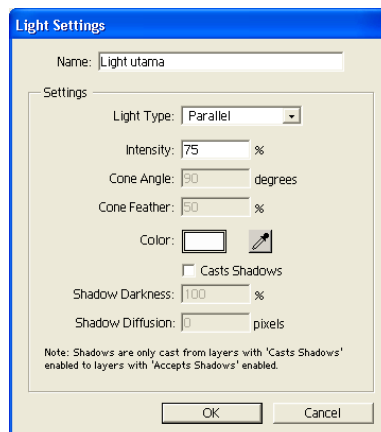 Light Settings
Name: Light utama
Settings
Light Type: Parallel
Intensity: 75 %
Cone Angle: 90 degrees
Cone Feather: 50 %
Color:
Casts Shadows
Shadow Darkness: 100 %
Shadow Diffusion: 0 pixels
Note: Shadows are only cast from layers with 'Casts Shadows'
enabled to layers with 'Accepts Shadows' enabled.
OK Cancel